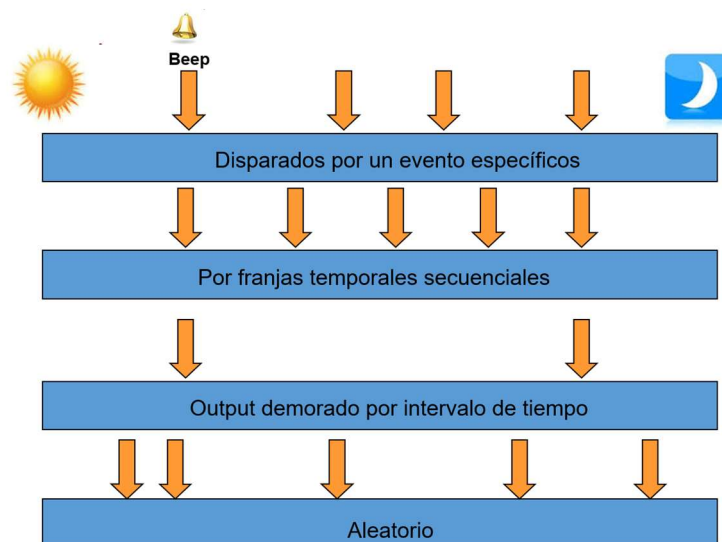 Beep
Disparados por un evento específicos
Por franjas temporales secuenciales
Output demorado por intervalo de tiempo
Aleatorio